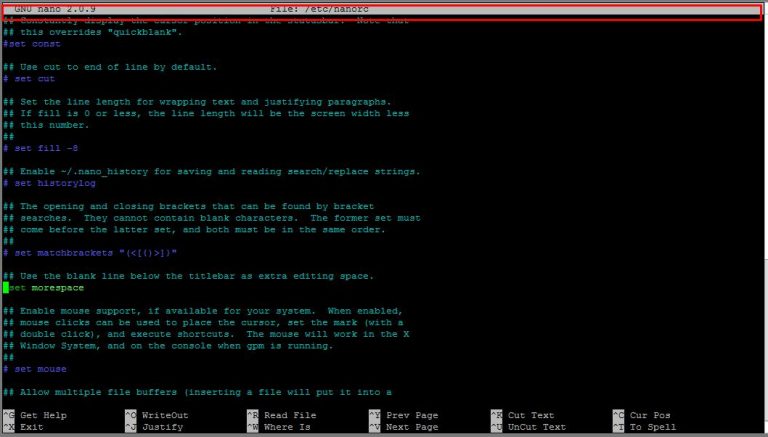 GNU nano 2.0.9 File: /etc/nanorc
## Constantly display the cursor position in the statusbar. Note that
## this overrides "quickblank".
#set const
## Use cut to end of line by default.
# set cut
## Set the line length for wrapping text and justifying paragraphs.
## If fill is 0 or less, the line length will be the screen width less
## this number.
##
# set fill -8
## Enable ~/.nano_history for saving and reading search/replace strings.
# set historylog
## The opening and closing brackets that can be found by bracket
## searches. They cannot contain blank characters. The former set must
## come before the latter set, and both must be in the same order.
##
# set matchbrackets "(<[{)>]}"
## Use the blank line below the titlebar as extra editing space.
set morespace
## Enable mouse support, if available for your system. When enabled,
## mouse clicks can be used to place the cursor, set the mark (with a
## double click), and execute shortcuts. The mouse will work in the X
## Window System, and on the console when gpm is running.
##
# set mouse
## Allow multiple file buffers (inserting a file will put it into a
^G Get Help ^O WriteOut ^R Read File ^Y Prev Page ^K Cut Text ^C Cur Pos
^X Exit ^J Justify ^W Where Is ^V Next Page ^U UnCut Text ^T To Spell